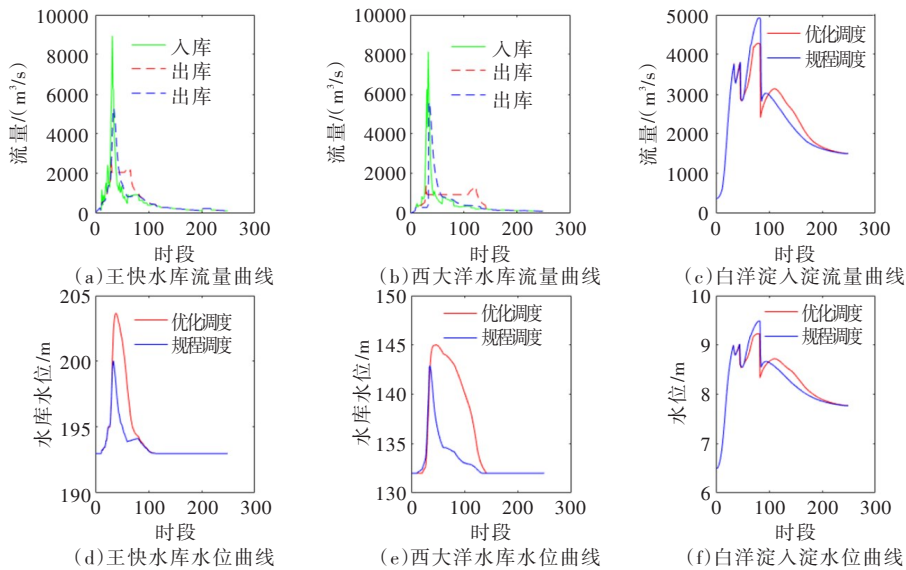 10000
8000
6000
4000
2000
0
流量/(m³/s)
入库
出库
出库
0 100 200 300
时段
(a)王快水库流量曲线
10000
8000
6000
4000
2000
0
流量/(m³/s)
入库
出库
出库
0 100 200 300
时段
(b)西大洋水库流量曲线
5000
4000
3000
2000
1000
0
流量/(m³/s)
优化调度
规程调度
0 100 200 300
时段
(c)白洋淀入淀流量曲线
205
200
195
190
水库水位/m
优化调度
规程调度
0 100 200 300
时段
(d)王快水库水位曲线
150
145
140
135
130
水库水位/m
优化调度
规程调度
0 100 200 300
时段
(e)西大洋水库水位曲线
10
9
8
7
6
水位/m
优化调度
规程调度
0 100 200 300
时段
(f)白洋淀入淀水位曲线